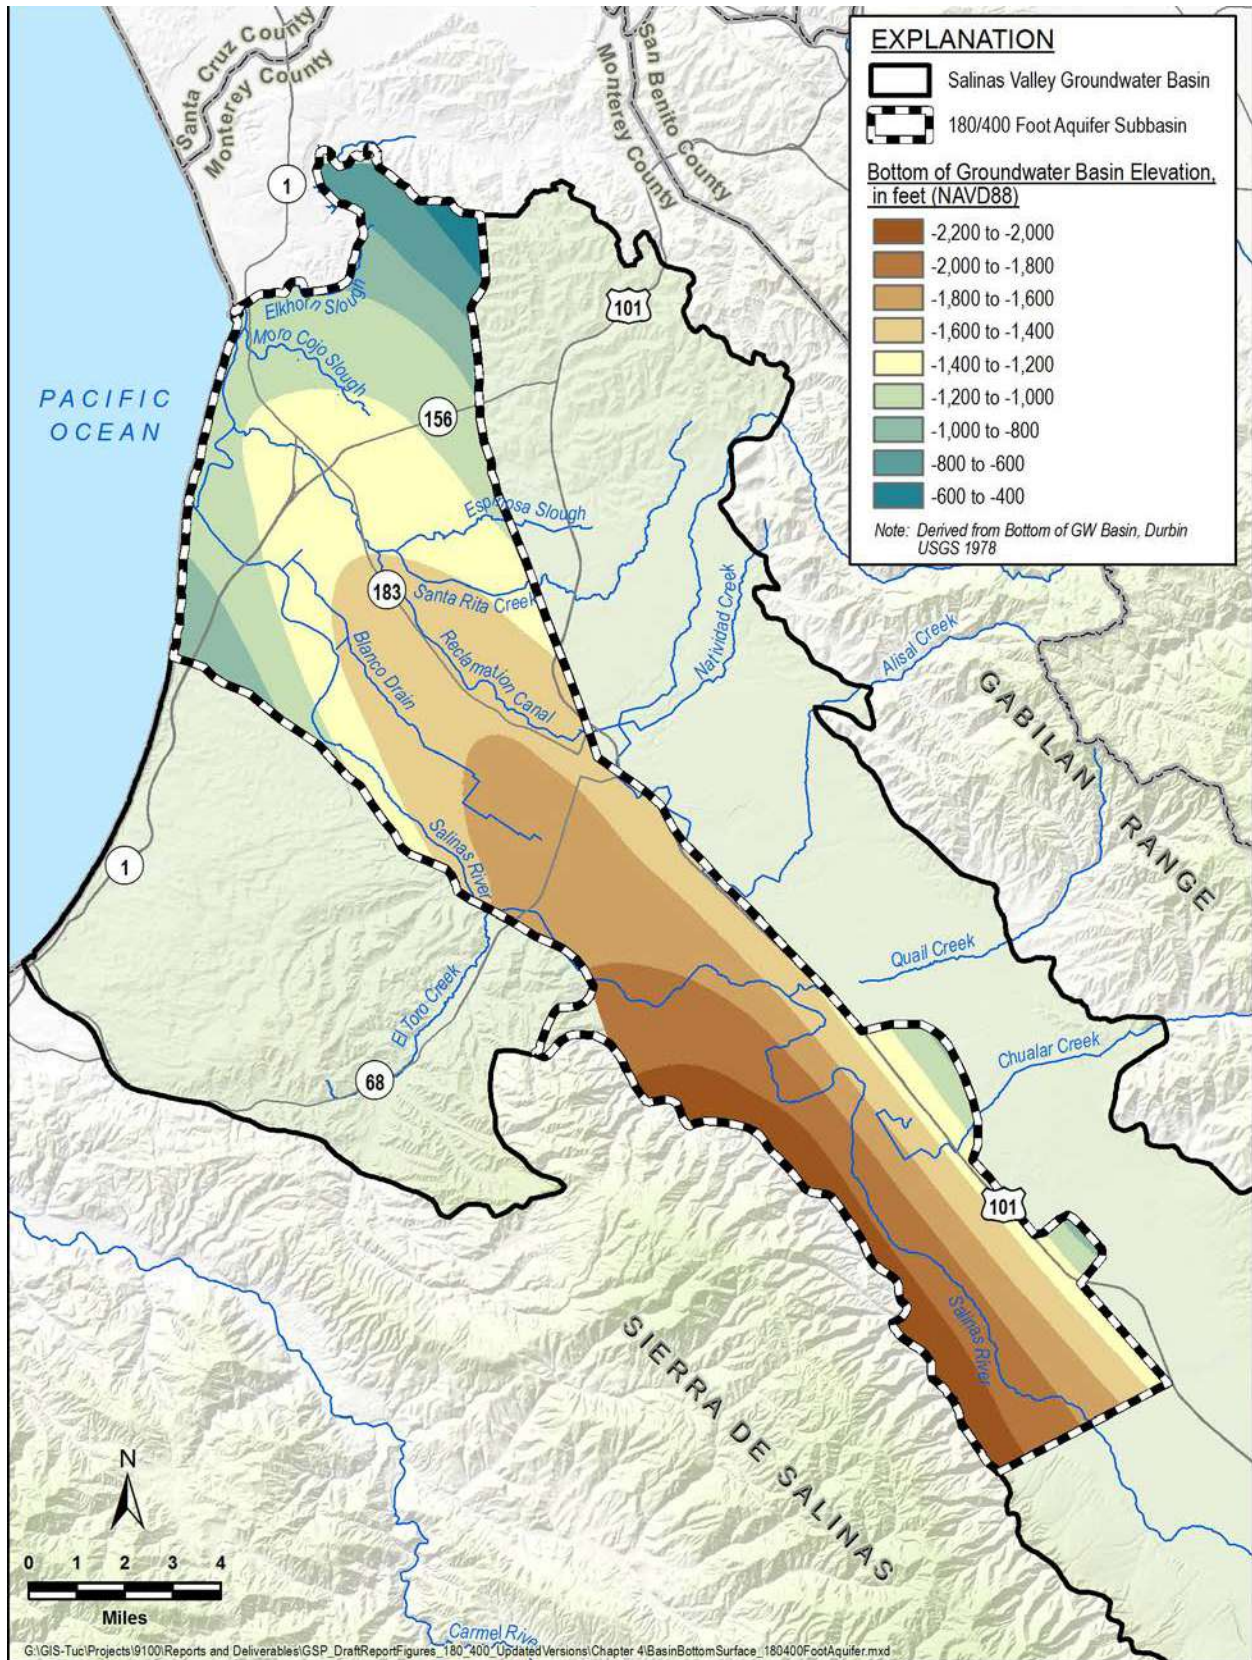 Santa Cruz County
Monterey County
San Benito County
Monterey County
EXPLANATION
Salinas Valley Groundwater Basin
180/400 Foot Aquifer Subbasin
Bottom of Groundwater Basin Elevation,
in feet (NAVD88)
-2,200 to -2,000
-2,000 to -1,800
-1,800 to -1,600
-1,600 to -1,400
-1,400 to -1,200
-1,200 to -1,000
-1,000 to -800
-800 to -600
-600 to -400
Note: Derived from Bottom of GW Basin, Durbin
USGS 1978
1
101
Elkhorn Slough
Moro Cojo Slough
PACIFIC
OCEAN
156
Espinosa Slough
183
Santa Rita Creek
Natividad Creek
Blanco Drain
Reclamation Canal
Alisal Creek
GABILAN
RANGE
Salinas River
1
Quail Creek
El Toro Creek
Chualar Creek
68
101
Salinas River
SIERRA DE SALINAS
N
0 1 2 3 4
Miles
Carmel River
G:\GIS-Tuc\Projects\9100\Reports and Deliverables\GSP_DraftReportFigures_180_400_UpdatedVersions\Chapter 4\BasinBottomSurface_180400FootAquifer.mxd